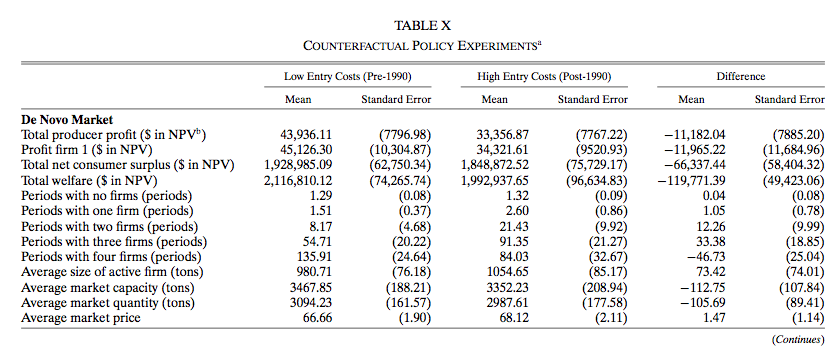 TABLE X
COUNTERFACTUAL POLICY EXPERIMENTSa
Low Entry Costs (Pre-1990) High Entry Costs (Post-1990) Difference
Mean Standard Error Mean Standard Error Mean Standard Error
De Novo Market
Total producer profit ($ in NPVb) 43,936.11 (7796.98) 33,356.87 (7767.22) −11,182.04 (7885.20)
Profit firm 1 ($ in NPV) 45,126.30 (10,304.87) 34,321.61 (9520.93) −11,965.22 (11,684.96)
Total net consumer surplus ($ in NPV) 1,928,985.09 (62,750.34) 1,848,872.52 (75,729.17) −66,337.44 (58,404.32)
Total welfare ($ in NPV) 2,116,810.12 (74,265.74) 1,992,937.65 (96,634.83) −119,771.39 (49,423.06)
Periods with no firms (periods) 1.29 (0.08) 1.32 (0.09) 0.04 (0.08)
Periods with one firm (periods) 1.51 (0.37) 2.60 (0.86) 1.05 (0.78)
Periods with two firms (periods) 8.17 (4.68) 21.43 (9.92) 12.26 (9.99)
Periods with three firms (periods) 54.71 (20.22) 91.35 (21.27) 33.38 (18.85)
Periods with four firms (periods) 135.91 (24.64) 84.03 (32.67) −46.73 (25.04)
Average size of active firm (tons) 980.71 (76.18) 1054.65 (85.17) 73.42 (74.01)
Average market capacity (tons) 3467.85 (188.21) 3352.23 (208.94) −112.75 (107.84)
Average market quantity (tons) 3094.23 (161.57) 2987.61 (177.58) −105.69 (89.41)
Average market price 66.66 (1.90) 68.12 (2.11) 1.47 (1.14)
(Continues)